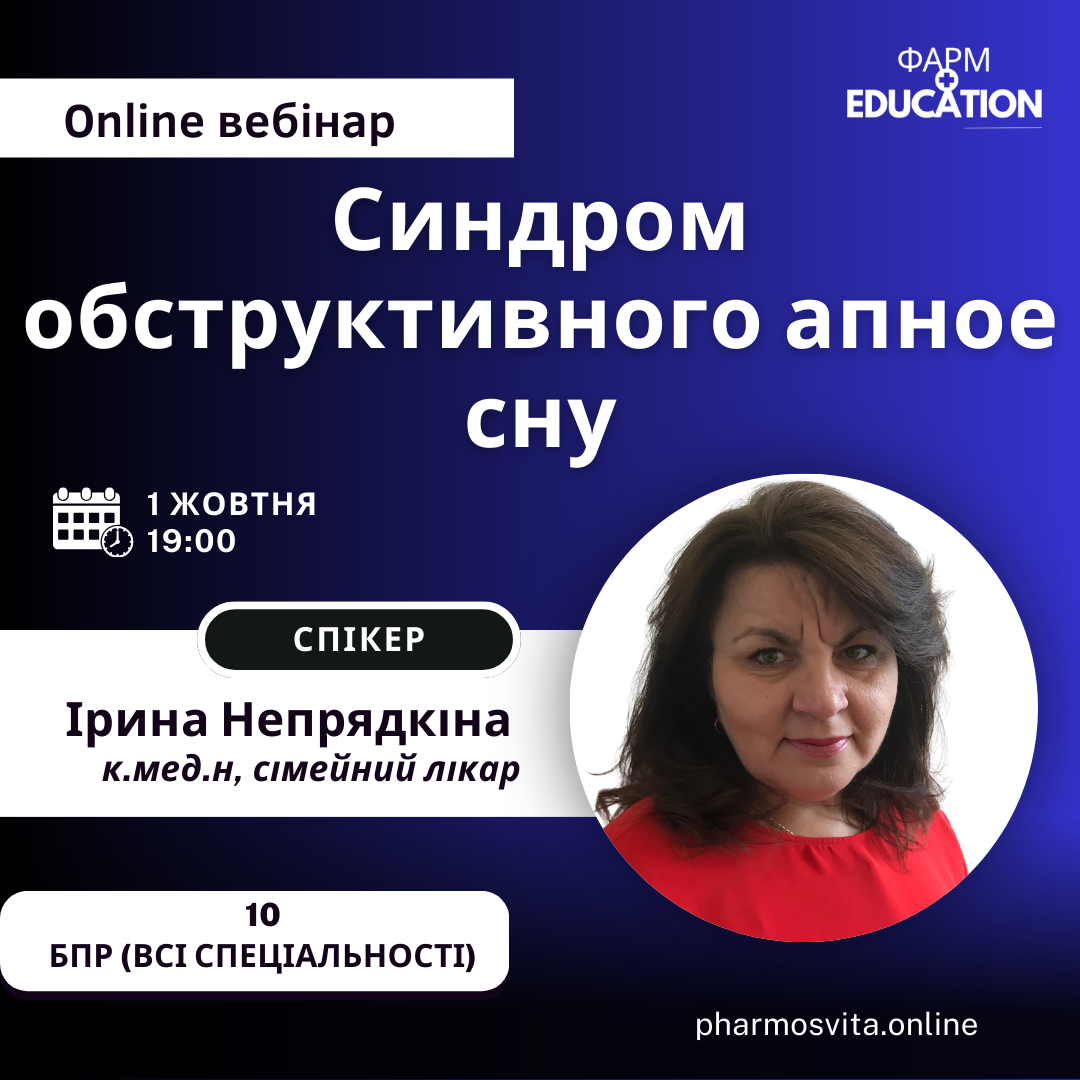 ФАРМ
EDUCATION
Online вебінар
Синдром
обструктивного апное
сну
1 ЖОВТНЯ
19:00
СПІКЕР
Ірина Непрядкіна
к.мед.н, сімейний лікар
10
БПР (ВСІ СПЕЦІАЛЬНОСТІ)
pharmosvita.online